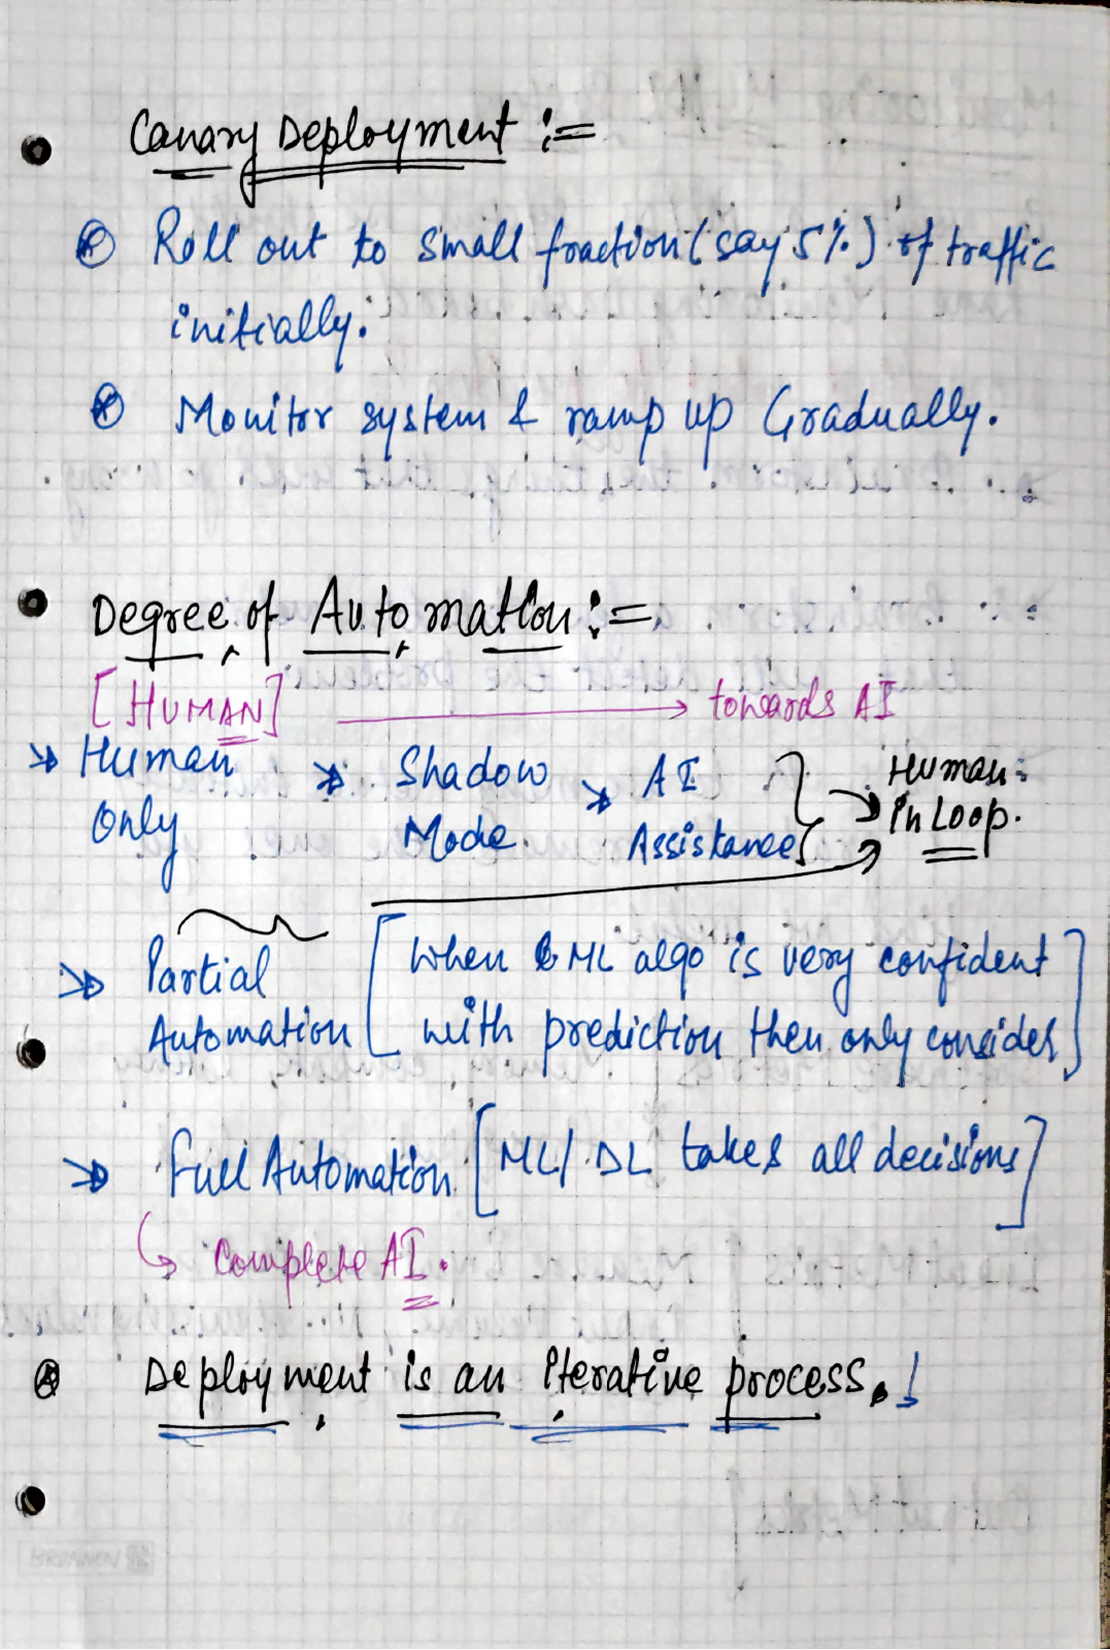 Canary Deployment :=
Roll out to small fraction (say 5%) of traffic
initially.
Monitor system & ramp up Gradually.
Degree of Automation :=
[HUMAN] → towards AI
Human Only
Shadow Mode
AI Assistance
Human in Loop.
Partial Automation
[When ML algo is very confident
with prediction then only consider]
Full Automation [ML/DL takes all decisions]
Complete AI.
Deployment is an iterative process.